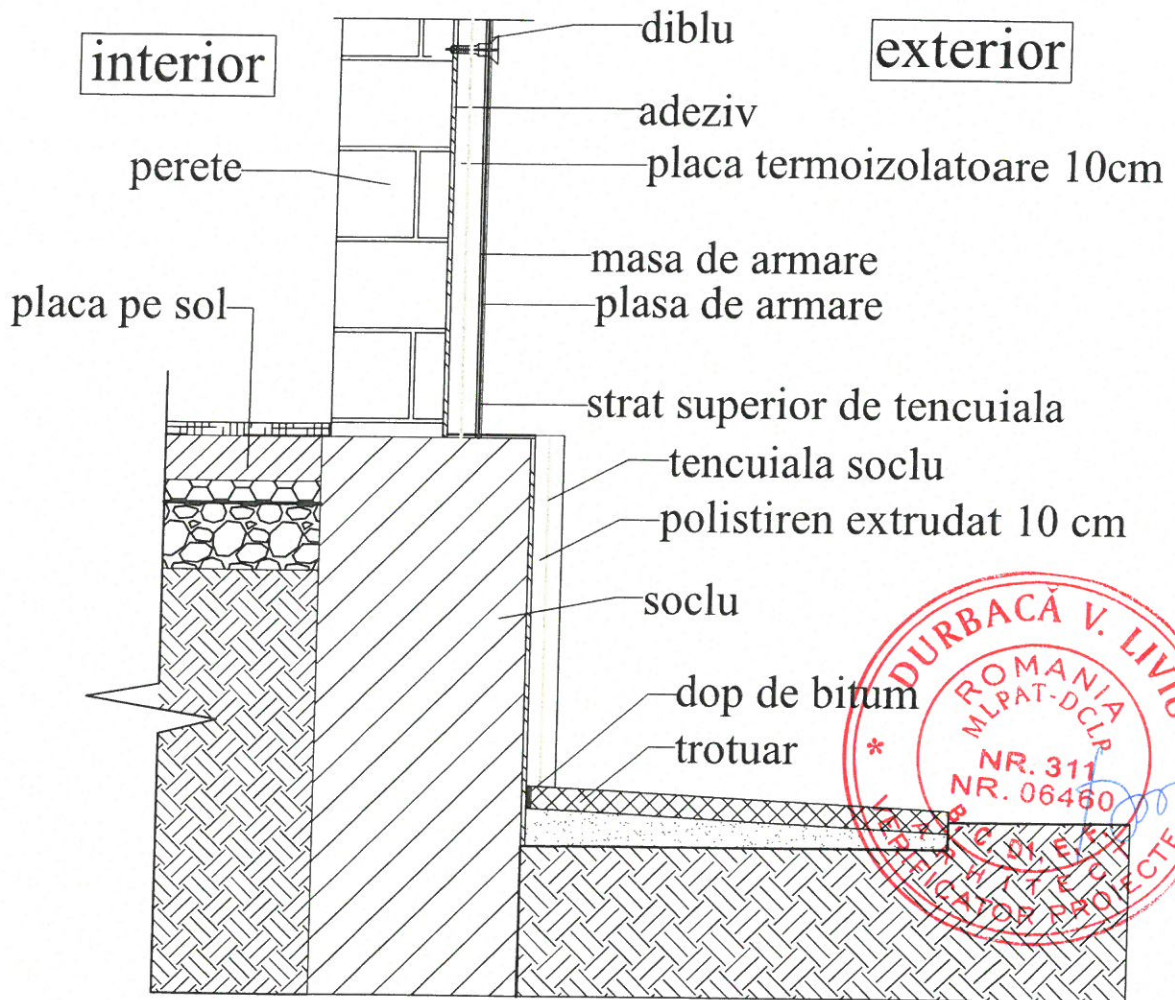 interior
diblu
exterior
adeziv
perete
placa termoizolatoare 10cm
masa de armare
placa pe sol
plasa de armare
strat superior de tencuiala
tencuiala soclu
polistiren extrudat 10 cm
soclu
dop de bitum
trotuar
DURBACĂ V.
ROMANIA
MLPAT-DCLP
NR. 311
NR. 06460
VERIFICATOR PROIECTE